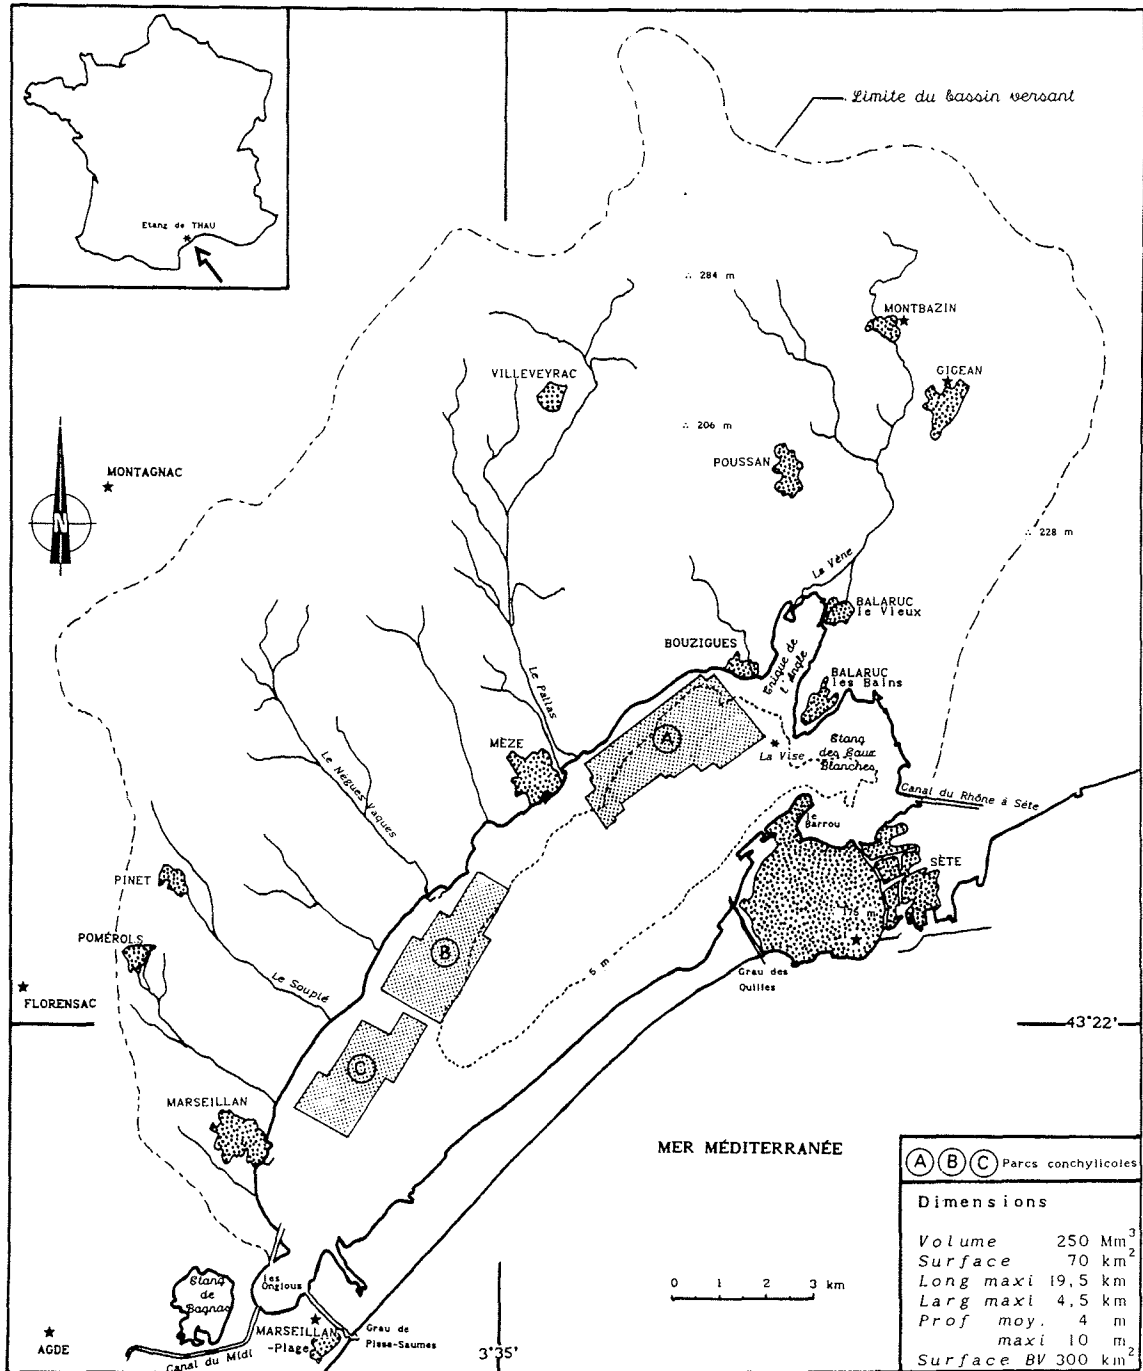 Limite du bassin versant
Etang de THAU
284 m
MONTBAZIN
VILLEVEYRAC
GIGEAN
206 m
POUSSAN
MONTAGNAC
N
228 m
La Vène
BALARUC
le Vieux
BOUZIGUES
Crique de
l'Angle
BALARUC
les Bains
Le Pallas
A
MÈZE
La Vise
Etang
des Eaux
Blanches
Canal du Rhône à Sète
Le Nègues Vaques
le
Barrou
SÈTE
PINET
175 m
POMÉROLS
B
5 m
Grau des
Quilles
Le Soupié
FLORENSAC
43°22'
C
MARSEILLAN
MER MÉDITERRANÉE
A B C Parcs conchylicoles
Dimensions
Volume 250 Mm3
Surface 70 km2
Long maxi 19,5 km
Larg maxi 4,5 km
Prof moy. 4 m
maxi 10 m
Surface BV 300 km2
les
Onglous
Etang
de
Bagnac
0 1 2 3 km
MARSEILLAN
-Plage
Grau de
Pisse-Saumes
AGDE
Canal du Midi
3°35'